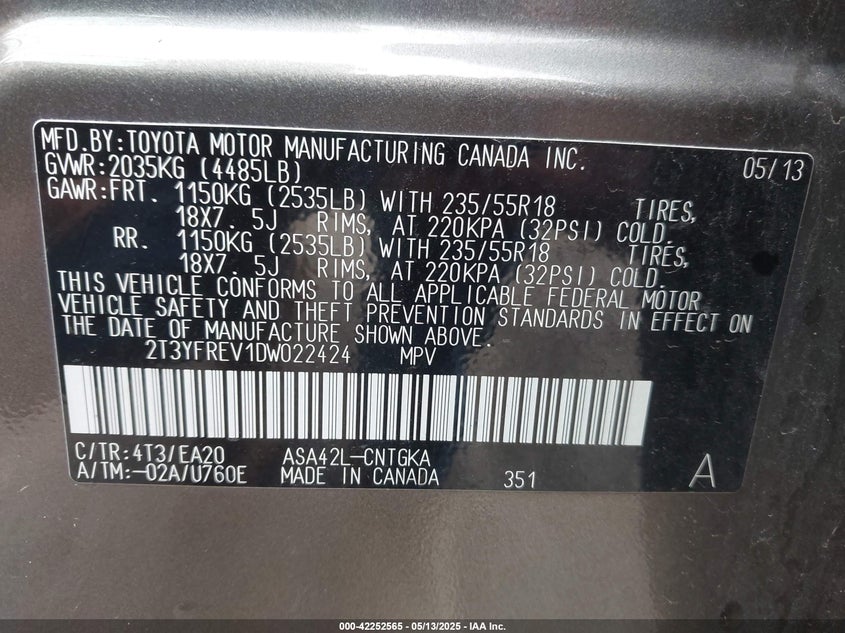 MFD.BY:TOYOTA MOTOR MANUFACTURING CANADA INC. 05/13
GVWR:2035KG (4485LB)
GAWR:FRT. 1150KG (2535LB) WITH 235/55R18 TIRES,
18X7. 5J RIMS, AT 220KPA (32PSI) COLD.
RR. 1150KG (2535LB) WITH 235/55R18 TIRES,
18X7. 5J RIMS, AT 220KPA (32PSI) COLD.
THIS VEHICLE CONFORMS TO ALL APPLICABLE FEDERAL MOTOR
VEHICLE SAFETY AND THEFT PREVENTION STANDARDS IN EFFECT ON
THE DATE OF MANUFACTURE SHOWN ABOVE.
2T3YFREV1DW022424 MPV
C/TR:4T3/EA20 ASA42L-CNTGKA
A/TM:-02A/U760E MADE IN CANADA 351 A
000-42252565 - 05/13/2025 - IAA Inc.